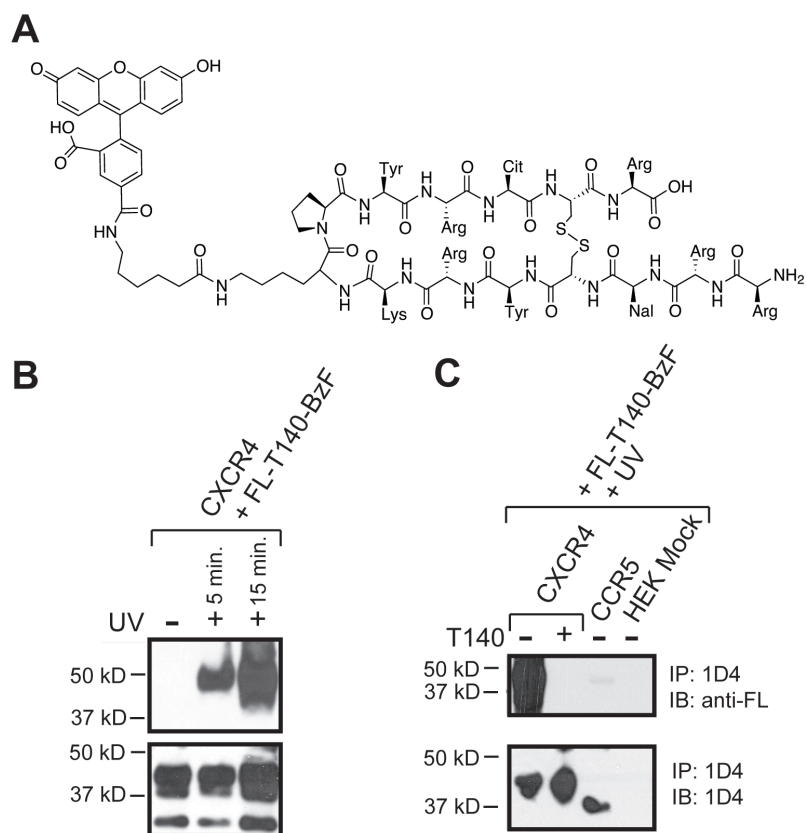 A
O
O
OH
HO
O
O
HN
O
N
H
O
N
O
Tyr
N
H
O
H
N
Arg
O
N
H
Cit
O
H
N
O
N
H
Arg
O
OH
S
S
N
H
O
Lys
H
N
O
Arg
N
H
O
Tyr
H
N
O
N
H
O
Nal
H
N
O
Arg
N
H
O
NH2
Arg
B
CXCR4
+ FL-T140-BzF
5 min.
15 min.
UV - + +
50 kD
37 kD
50 kD
37 kD
C
+ FL-T140-BzF
+ UV
CXCR4
CCR5
HEK Mock
T140 - + - -
50 kD
37 kD
IP: 1D4
IB: anti-FL
50 kD
37 kD
IP: 1D4
IB: 1D4